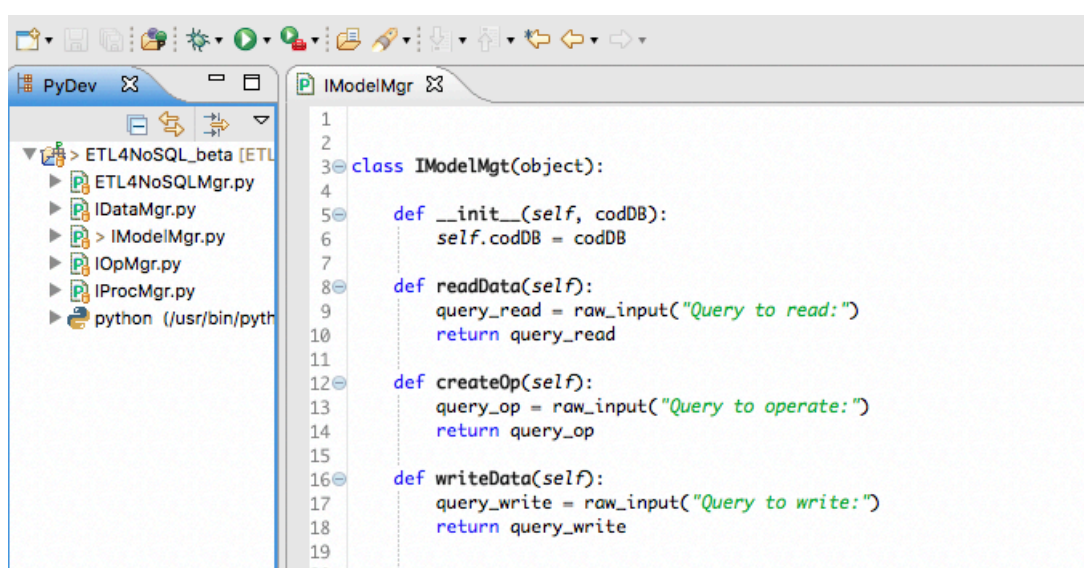 PyDev
> ETL4NoSQL_beta [ETL
ETL4NoSQLMgr.py
IDataMgr.py
> IModelMgr.py
IOpMgr.py
IProcMgr.py
python (/usr/bin/pyth
IModelMgr
1
2
3 class IModelMgt(object):
4
5     def __init__(self, codDB):
6         self.codDB = codDB
7
8     def readData(self):
9         query_read = raw_input("Query to read:")
10         return query_read
11
12     def createOp(self):
13         query_op = raw_input("Query to operate:")
14         return query_op
15
16     def writeData(self):
17         query_write = raw_input("Query to write:")
18         return query_write
19